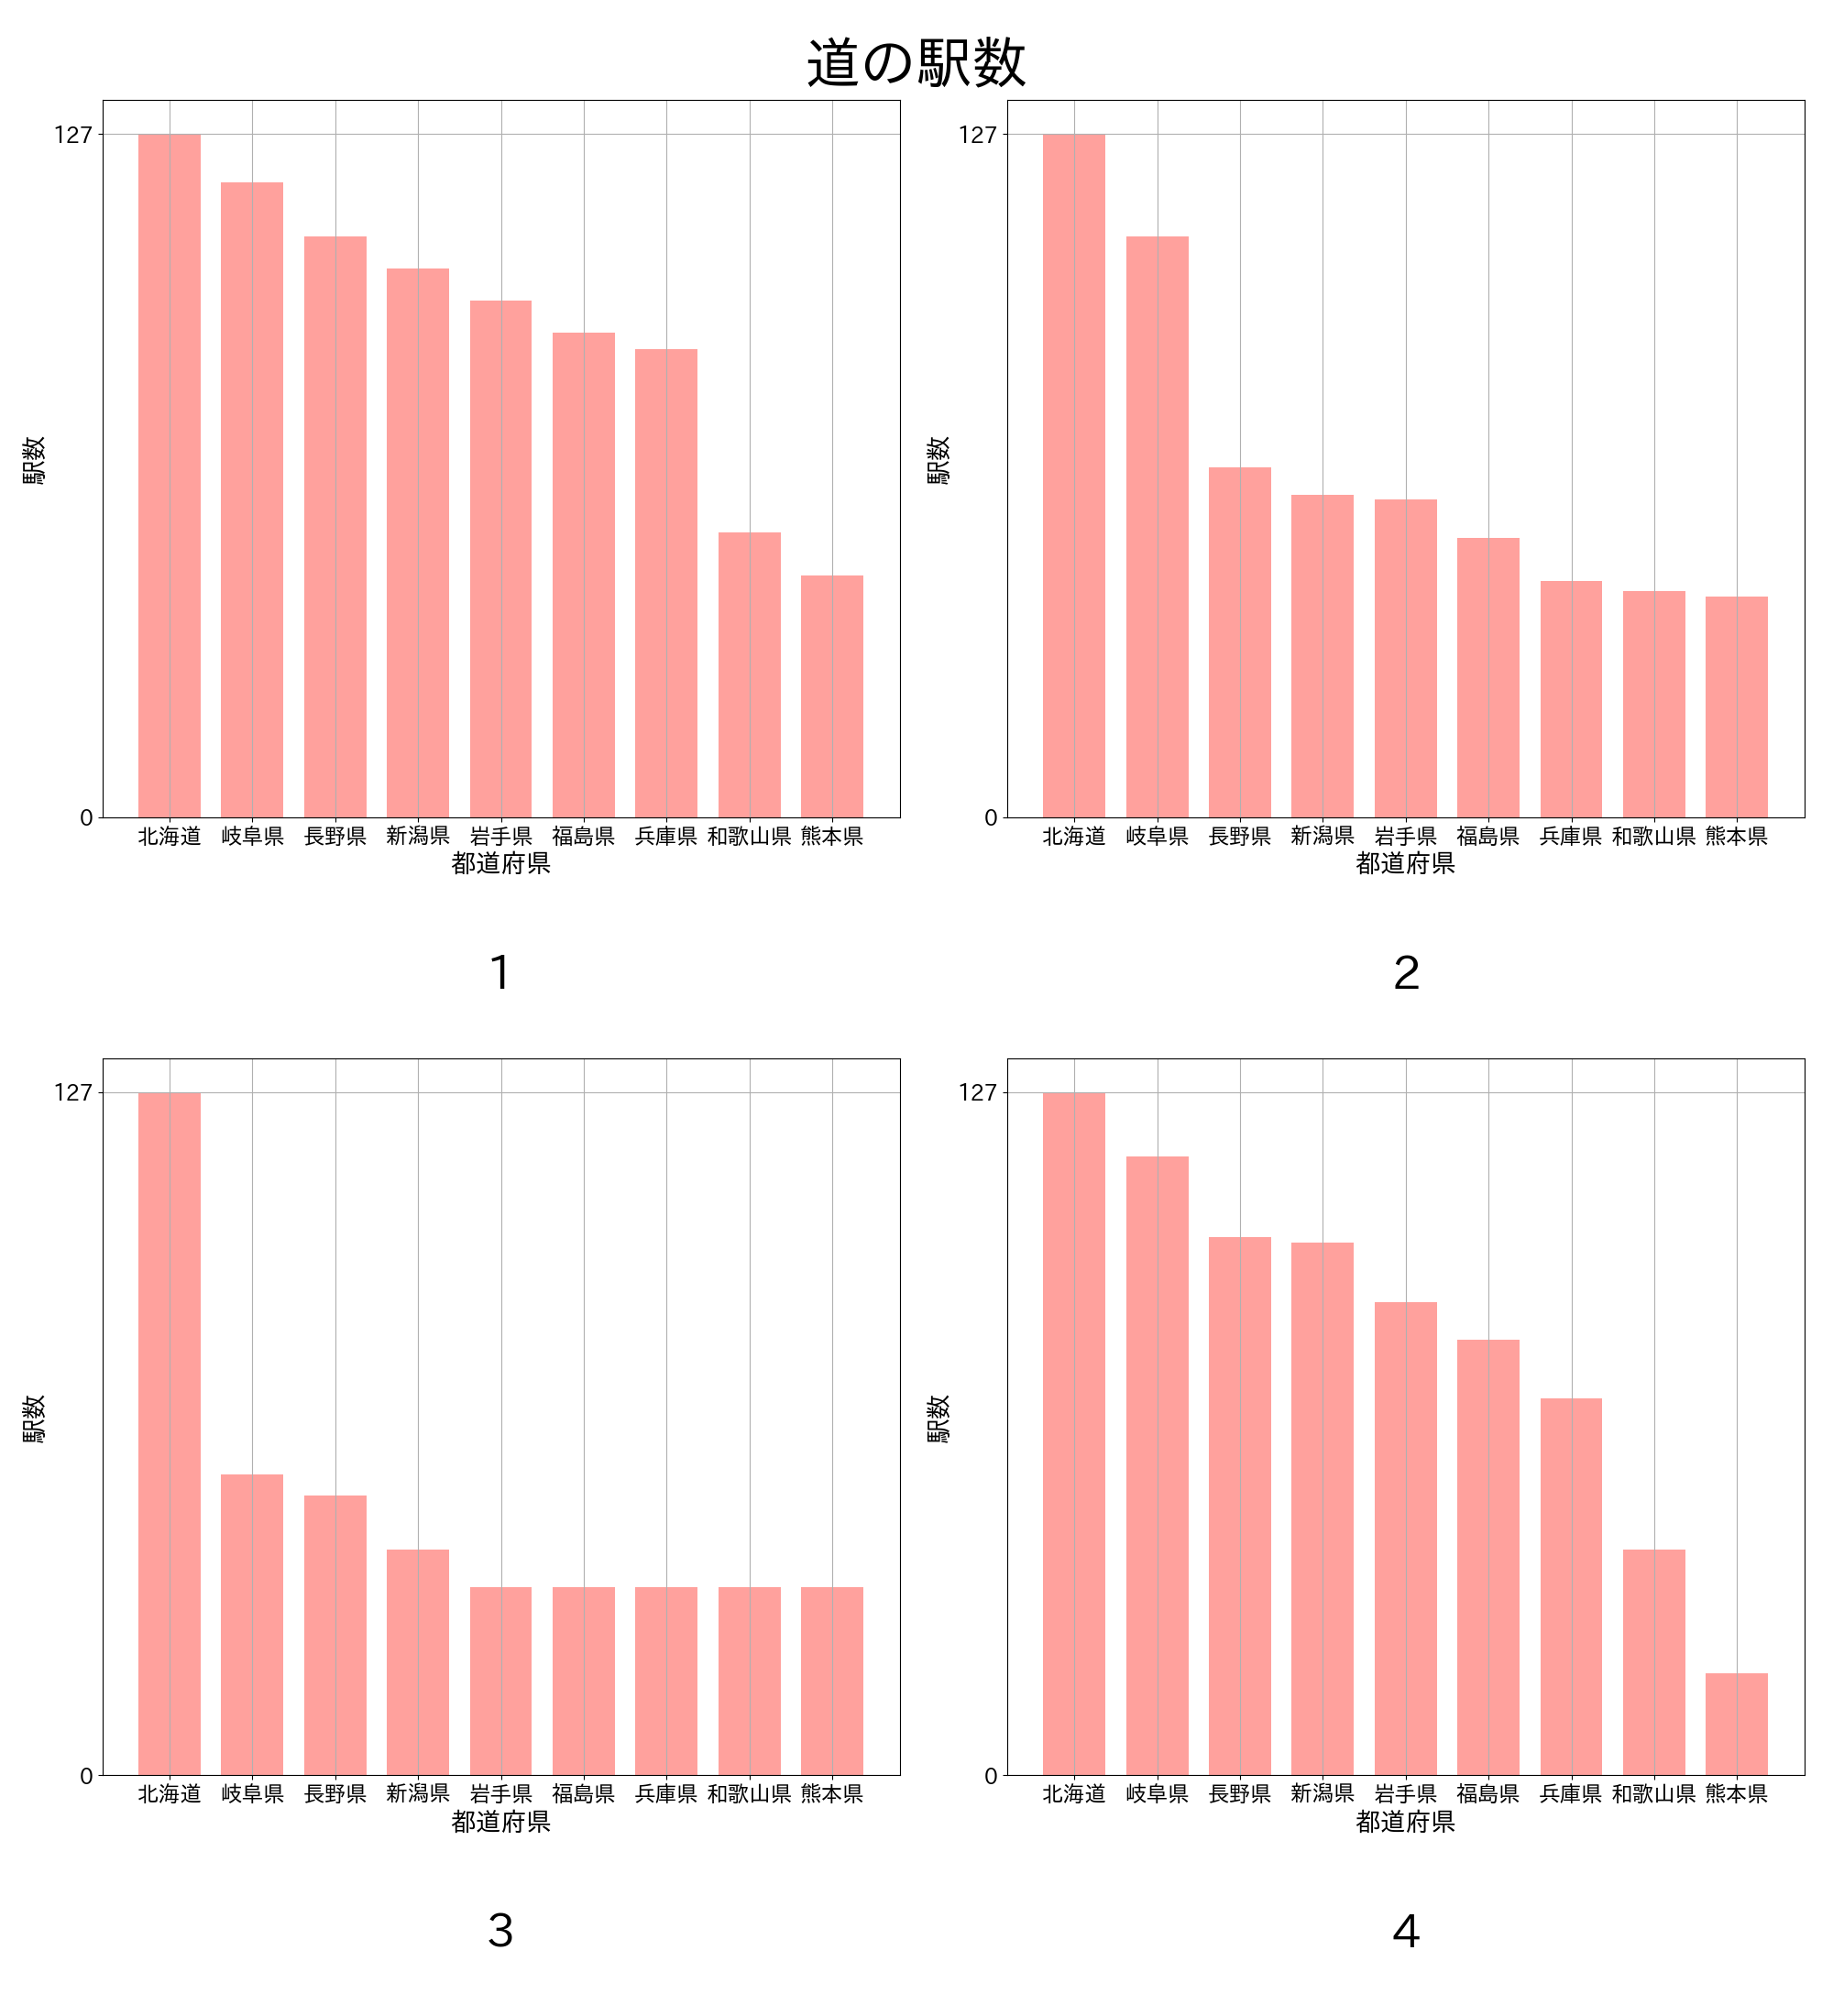 道の駅数
127
0
駅数
北海道 岐阜県 長野県 新潟県 岩手県 福島県 兵庫県 和歌山県 熊本県
都道府県
1
127
0
駅数
北海道 岐阜県 長野県 新潟県 岩手県 福島県 兵庫県 和歌山県 熊本県
都道府県
2
127
0
駅数
北海道 岐阜県 長野県 新潟県 岩手県 福島県 兵庫県 和歌山県 熊本県
都道府県
3
127
0
駅数
北海道 岐阜県 長野県 新潟県 岩手県 福島県 兵庫県 和歌山県 熊本県
都道府県
4